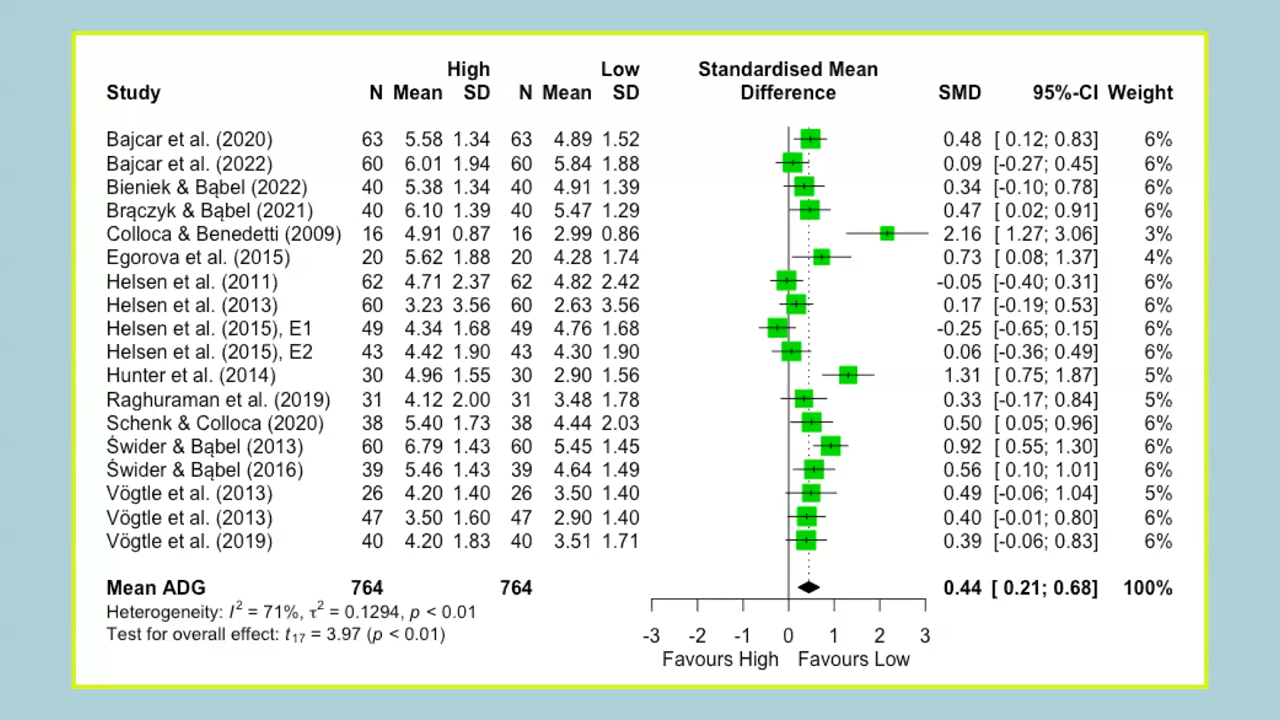 High Low Standardised Mean
Study N Mean SD N Mean SD Difference SMD 95%-CI Weight
Bajcar et al. (2020) 63 5.58 1.34 63 4.89 1.52 0.48 [ 0.12; 0.83] 6%
Bajcar et al. (2022) 60 6.01 1.94 60 5.84 1.88 0.09 [-0.27; 0.45] 6%
Bieniek & Bąbel (2022) 40 5.38 1.34 40 4.91 1.39 0.34 [-0.10; 0.78] 6%
Brączyk & Bąbel (2021) 40 6.10 1.39 40 5.47 1.29 0.47 [ 0.02; 0.91] 6%
Colloca & Benedetti (2009) 16 4.91 0.87 16 2.99 0.86 2.16 [ 1.27; 3.06] 3%
Egorova et al. (2015) 20 5.62 1.88 20 4.28 1.74 0.73 [ 0.08; 1.37] 4%
Helsen et al. (2011) 62 4.71 2.37 62 4.82 2.42 -0.05 [-0.40; 0.31] 6%
Helsen et al. (2013) 60 3.23 3.56 60 2.63 3.56 0.17 [-0.19; 0.53] 6%
Helsen et al. (2015), E1 49 4.34 1.68 49 4.76 1.68 -0.25 [-0.65; 0.15] 6%
Helsen et al. (2015), E2 43 4.42 1.90 43 4.30 1.90 0.06 [-0.36; 0.49] 6%
Hunter et al. (2014) 30 4.96 1.55 30 2.90 1.56 1.31 [ 0.75; 1.87] 5%
Raghuraman et al. (2019) 31 4.12 2.00 31 3.48 1.78 0.33 [-0.17; 0.84] 5%
Schenk & Colloca (2020) 38 5.40 1.73 38 4.44 2.03 0.50 [ 0.05; 0.96] 6%
Świder & Bąbel (2013) 60 6.79 1.43 60 5.45 1.45 0.92 [ 0.55; 1.30] 6%
Świder & Bąbel (2016) 39 5.46 1.43 39 4.64 1.49 0.56 [ 0.10; 1.01] 6%
Vögtle et al. (2013) 26 4.20 1.40 26 3.50 1.40 0.49 [-0.06; 1.04] 5%
Vögtle et al. (2013) 47 3.50 1.60 47 2.90 1.40 0.40 [-0.01; 0.80] 6%
Vögtle et al. (2019) 40 4.20 1.83 40 3.51 1.71 0.39 [-0.06; 0.83] 6%
Mean ADG 764 764 0.44 [ 0.21; 0.68] 100%
Heterogeneity: I² = 71%, τ² = 0.1294, p < 0.01
Test for overall effect: t₁₇ = 3.97 (p < 0.01)
-3 -2 -1 0 1 2 3
Favours High Favours Low